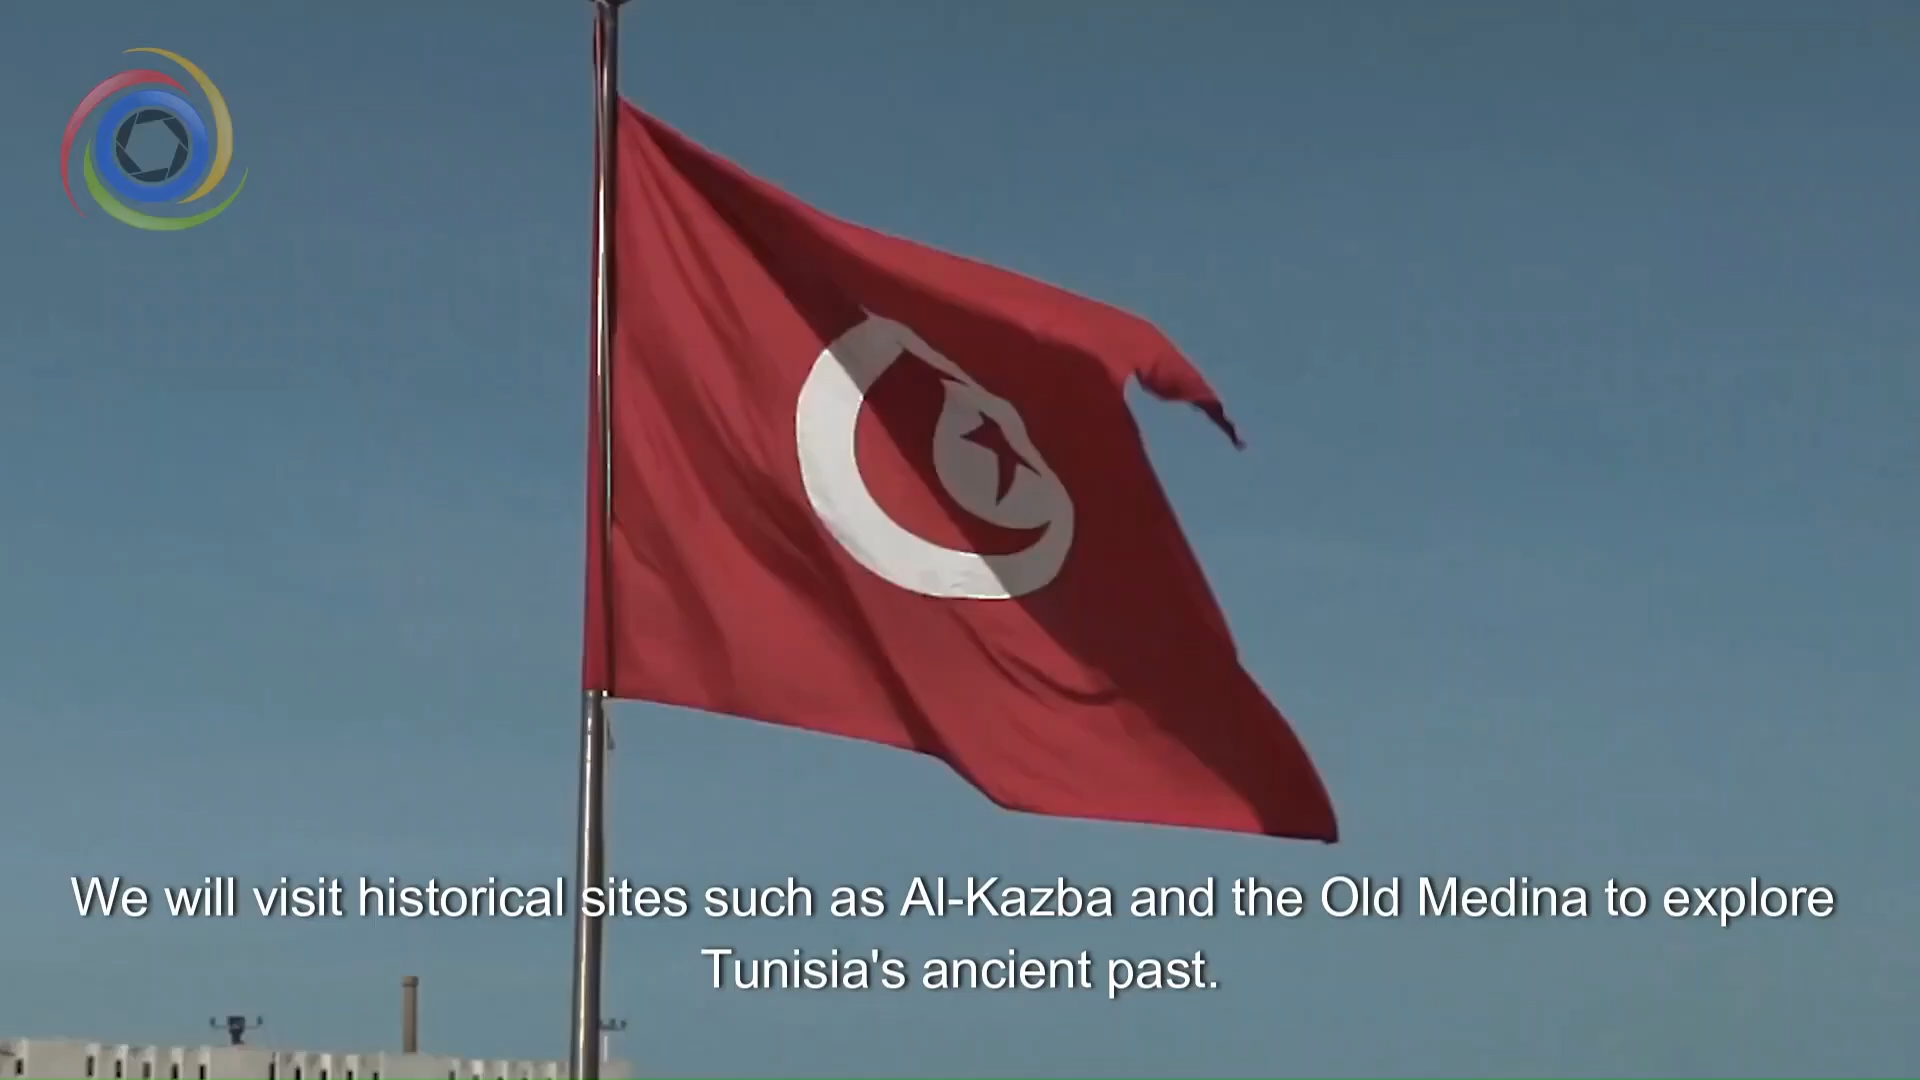 We will visit historical sites such as Al-Kazba and the Old Medina to explore
Tunisia's ancient past.